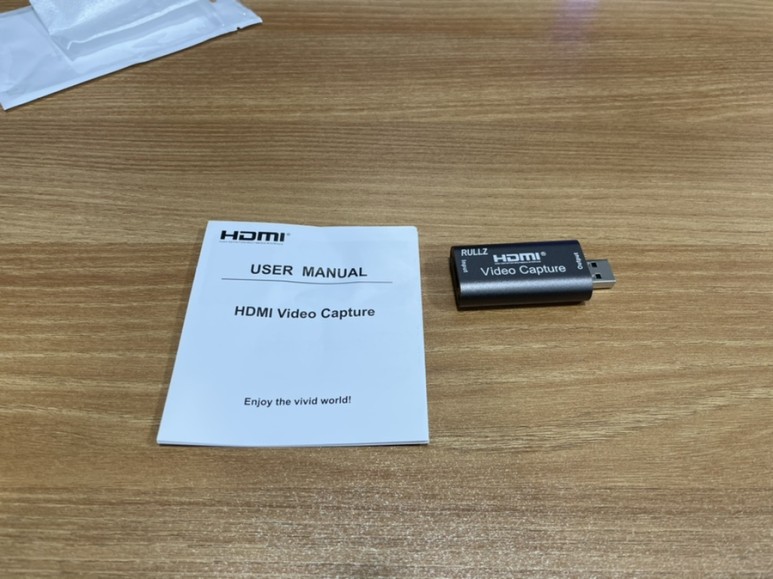 HDMI®
USER MANUAL
HDMI Video Capture
Enjoy the vivid world!
RULLZ
HDMI®
Video Capture
Input
Output